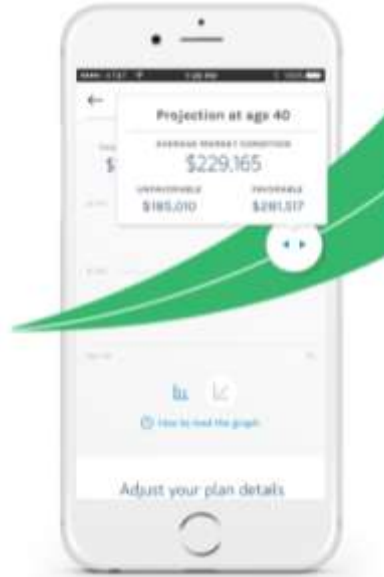 Projection at age 40
AVERAGE MARKET CONDITION
$229,165
UNFAVORABLE FAVORABLE
$185,010 $281,517
How to read the graph
Adjust your plan details